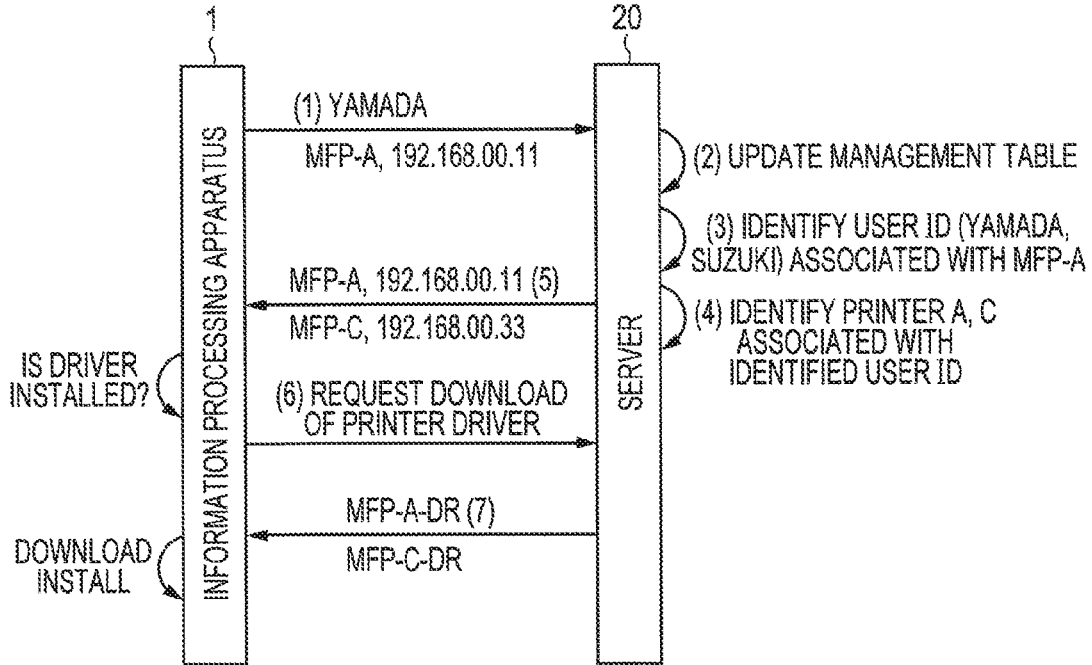 1
20
INFORMATION PROCESSING APPARATUS
SERVER
(1) YAMADA
MFP-A, 192.168.00.11
(2) UPDATE MANAGEMENT TABLE
(3) IDENTIFY USER ID (YAMADA,
SUZUKI) ASSOCIATED WITH MFP-A
MFP-A, 192.168.00.11 (5)
MFP-C, 192.168.00.33
(4) IDENTIFY PRINTER A, C
ASSOCIATED WITH
IDENTIFIED USER ID
IS DRIVER
INSTALLED?
(6) REQUEST DOWNLOAD
OF PRINTER DRIVER
MFP-A-DR (7)
MFP-C-DR
DOWNLOAD
INSTALL